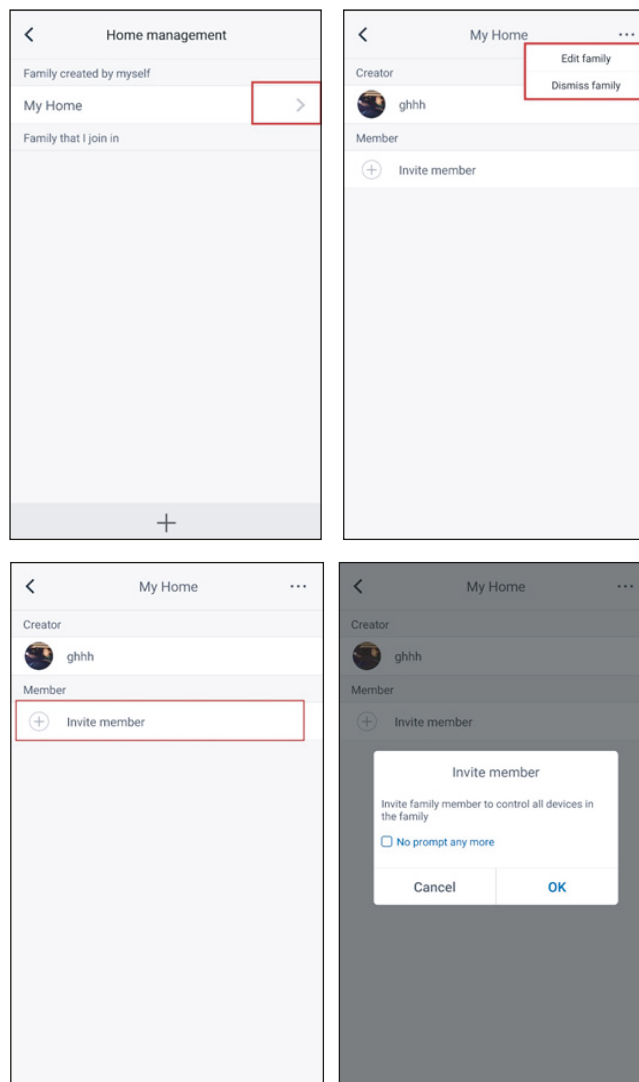 Home management
Family created by myself
My Home
Family that I join in
My Home
Edit family
Dismiss family
Creator
ghhh
Member
Invite member
My Home
Creator
ghhh
Member
Invite member
My Home
Creator
ghhh
Member
Invite member
Invite member
Invite family member to control all devices in
the family
No prompt any more
Cancel OK